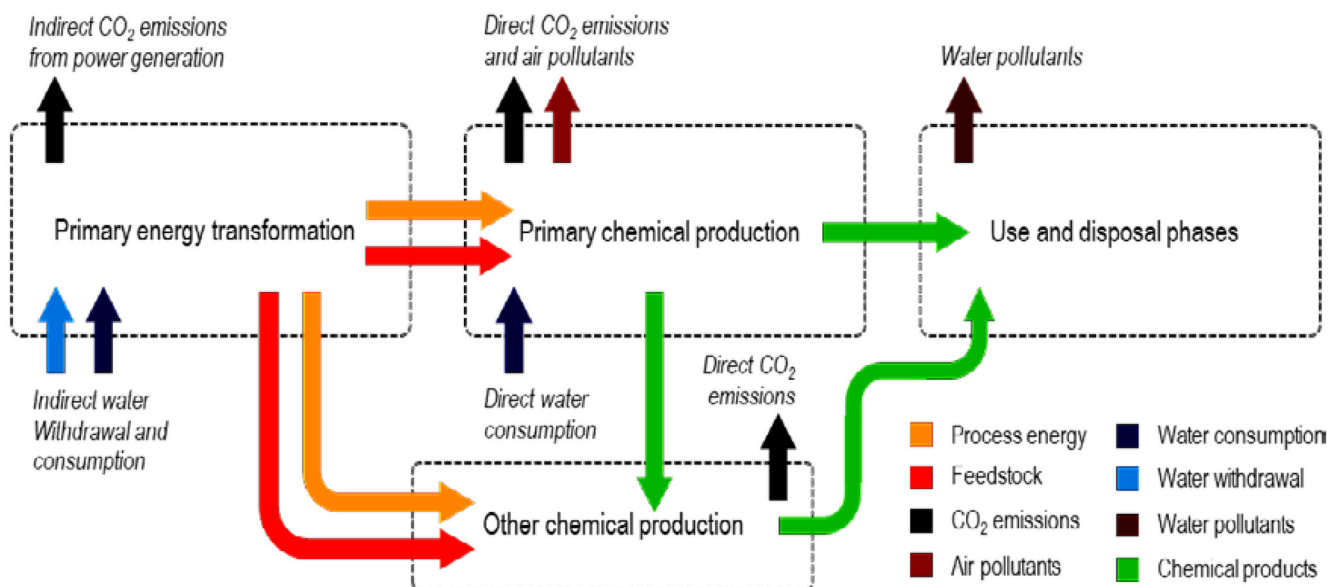 Indirect CO₂ emissions
from power generation
Direct CO₂ emissions
and air pollutants
Water pollutants
Primary energy transformation
Primary chemical production
Use and disposal phases
Indirect water
Withdrawal and
consumption
Direct water
consumption
Direct CO₂
emissions
Other chemical production
Process energy
Feedstock
CO₂ emissions
Air pollutants
Water consumption
Water withdrawal
Water pollutants
Chemical products